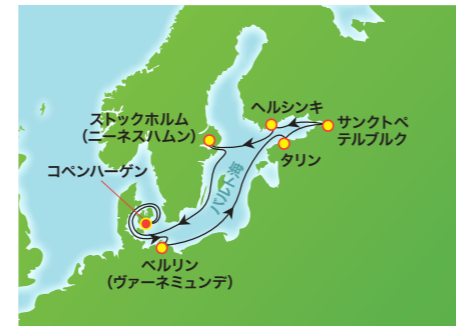 ヘルシンキ
ストックホルム
（ニーネスハムン）
サンクトペ
テルブルク
タリン
コペンハーゲン
バルト海
ベルリン
（ヴァーネミュンデ）